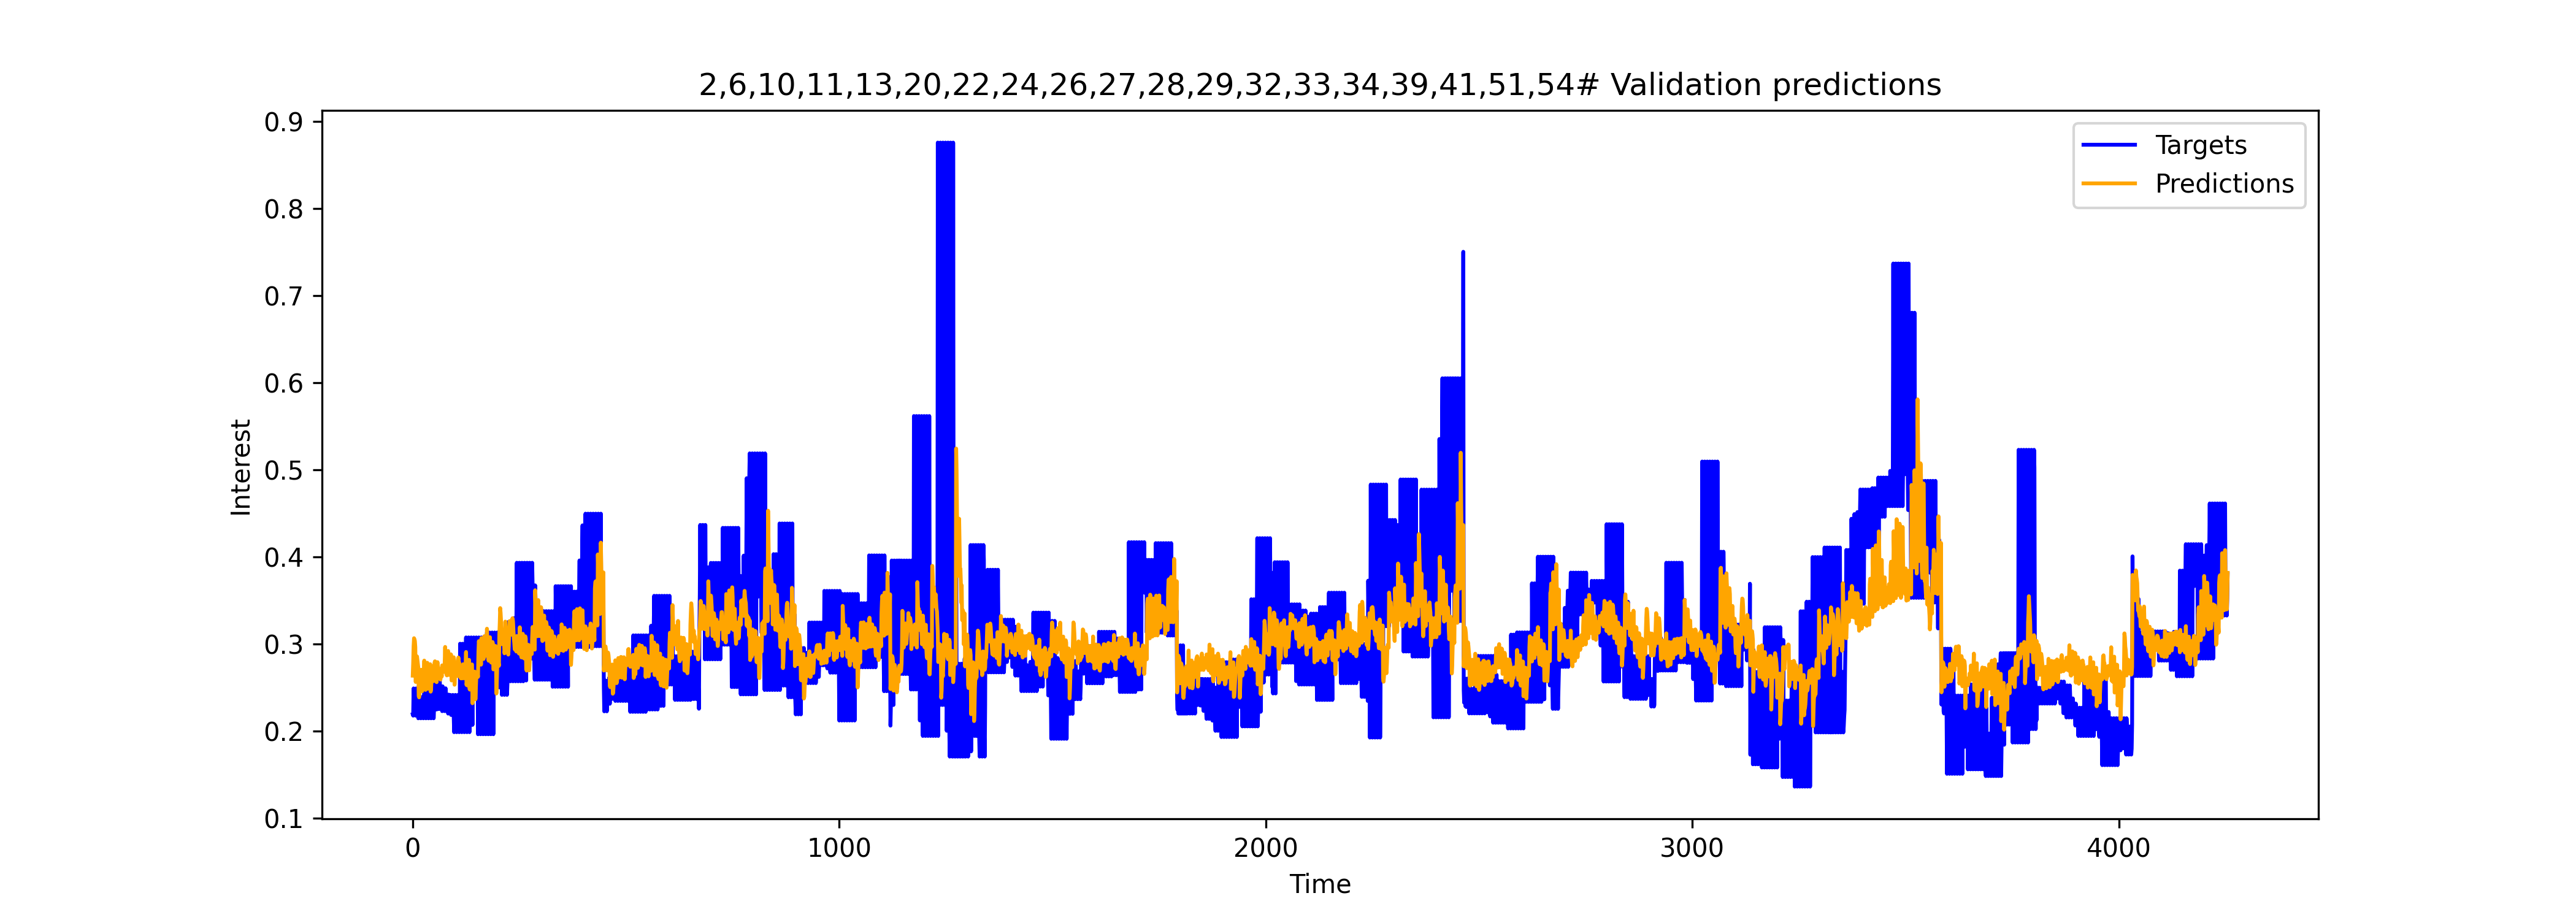 2,6,10,11,13,20,22,24,26,27,28,29,32,33,34,39,41,51,54# Validation predictions
Targets
Predictions
Interest
0.9
0.8
0.7
0.6
0.5
0.4
0.3
0.2
0.1
0
1000
2000
3000
4000
Time